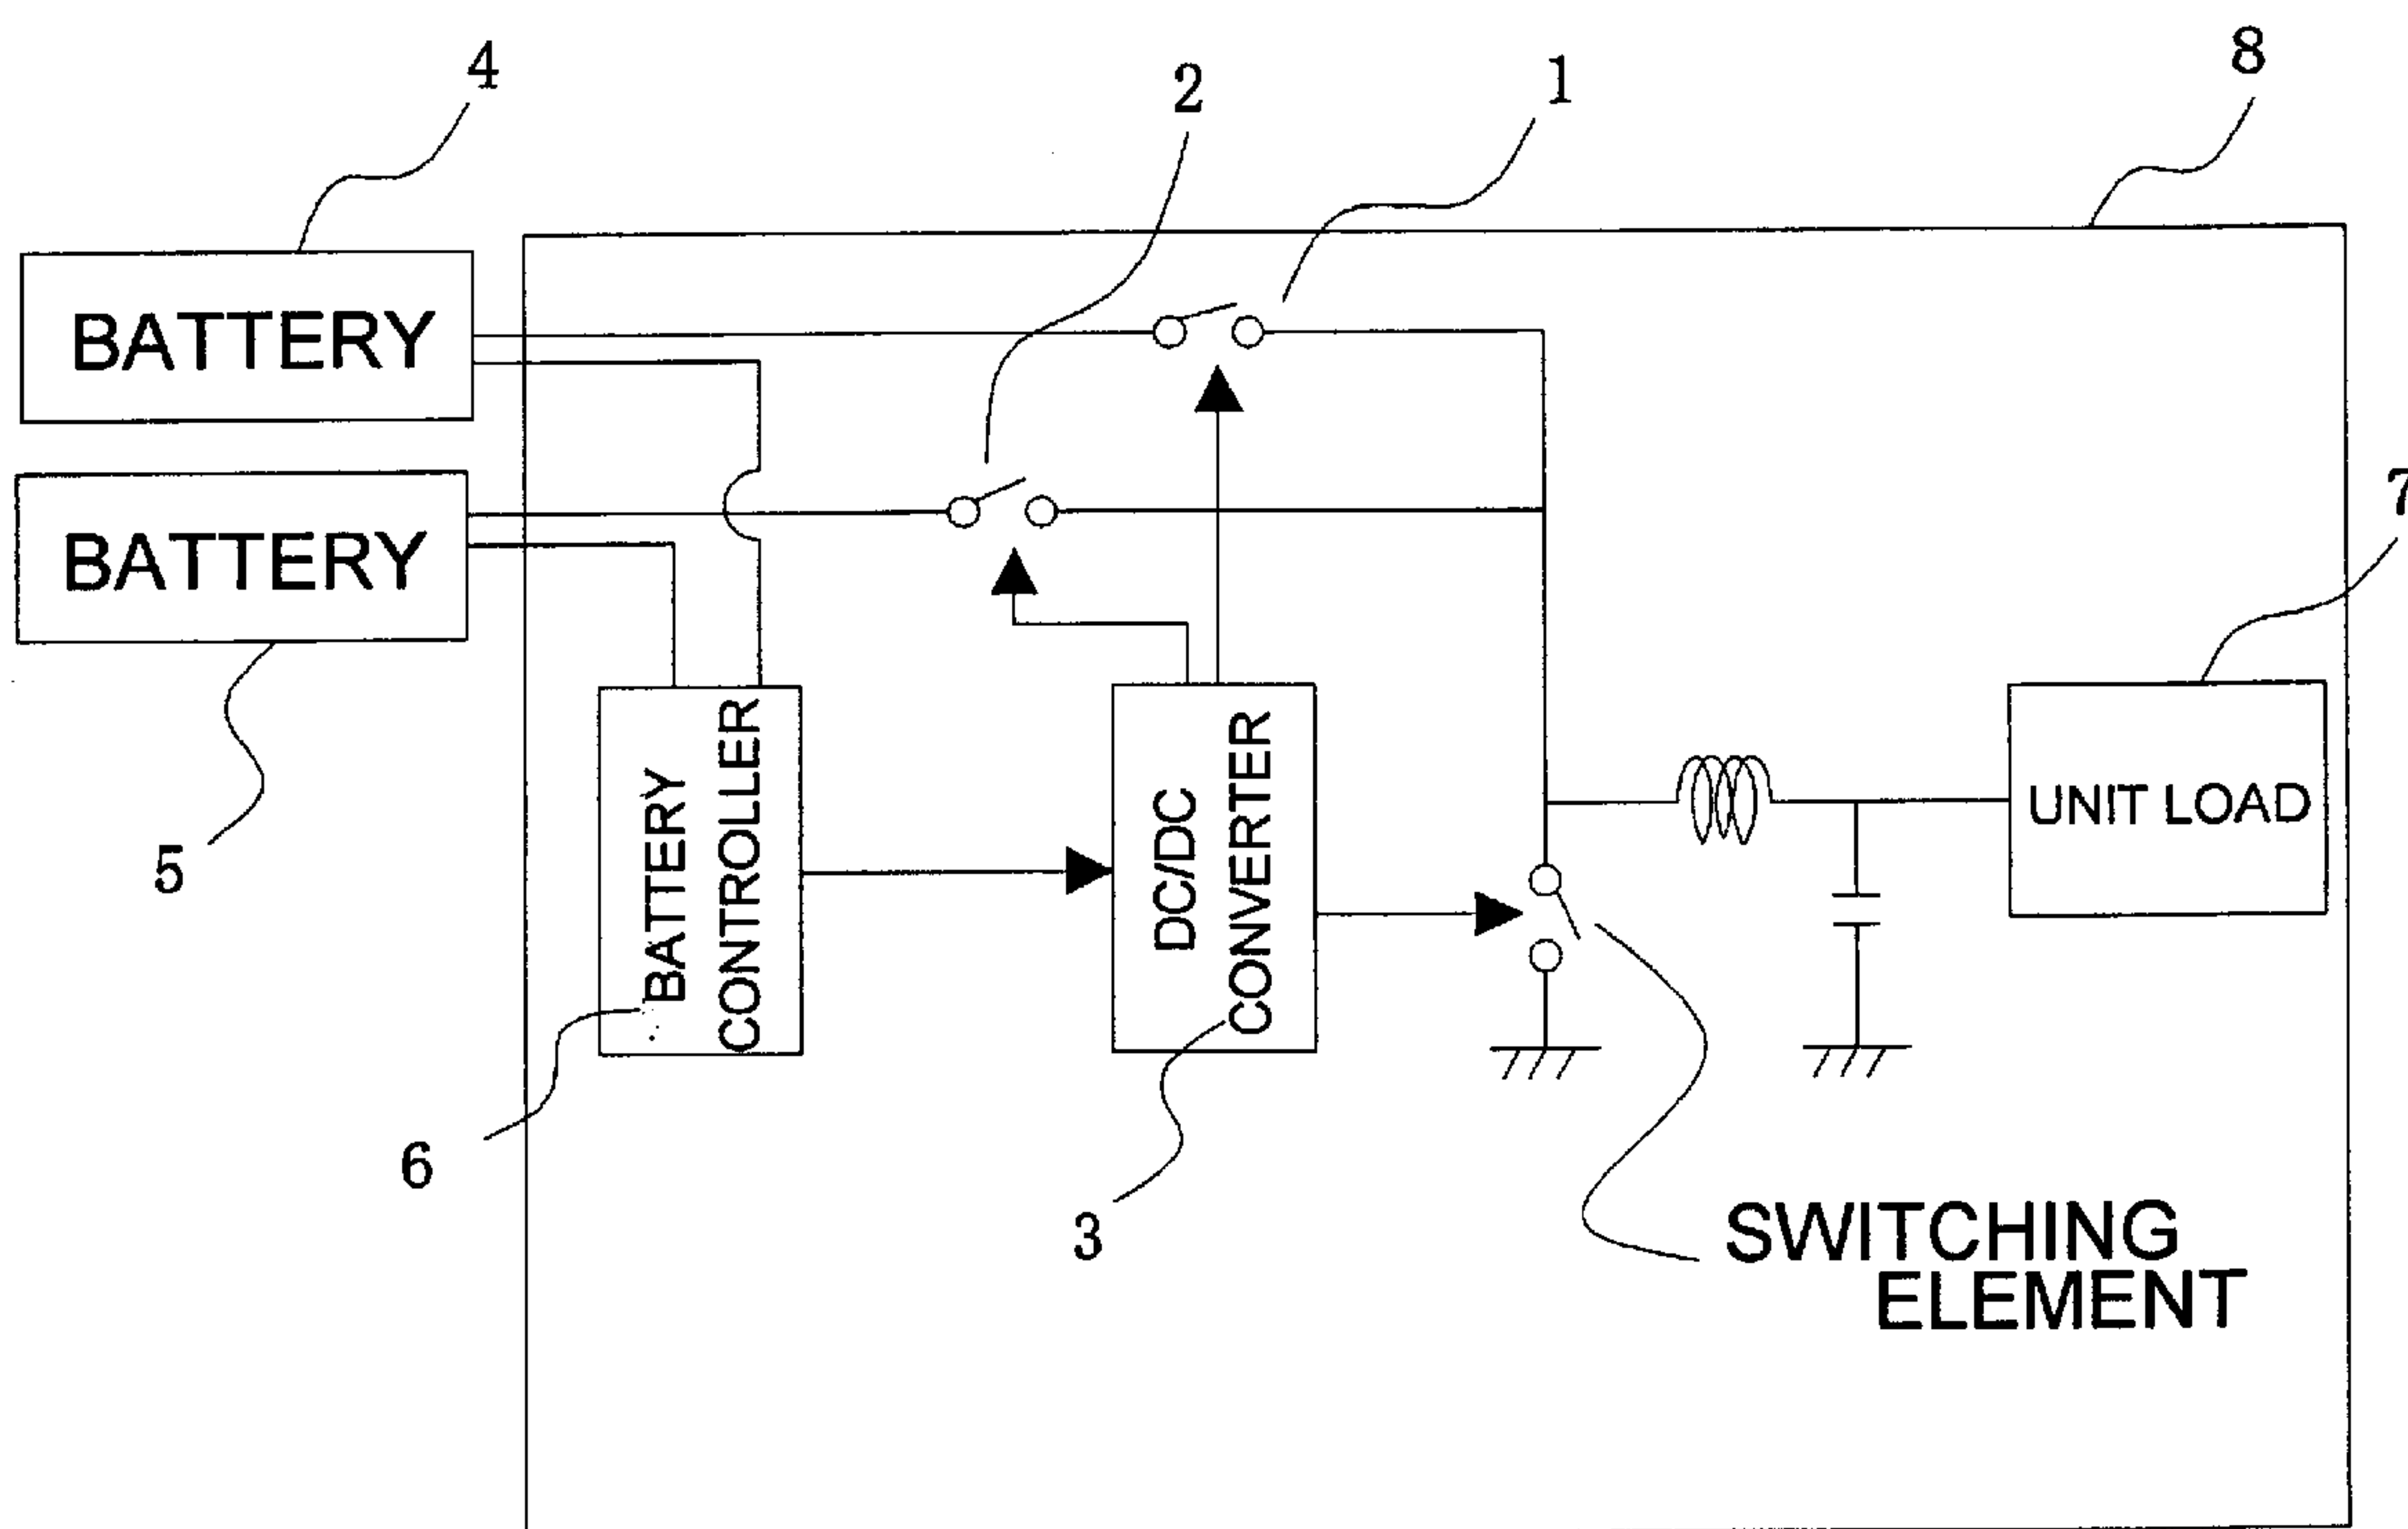 4
2
1
8
BATTERY
7
BATTERY
5
BATTERY
CONTROLLER
DC/DC
CONVERTER
UNIT LOAD
6
3
SWITCHING
ELEMENT